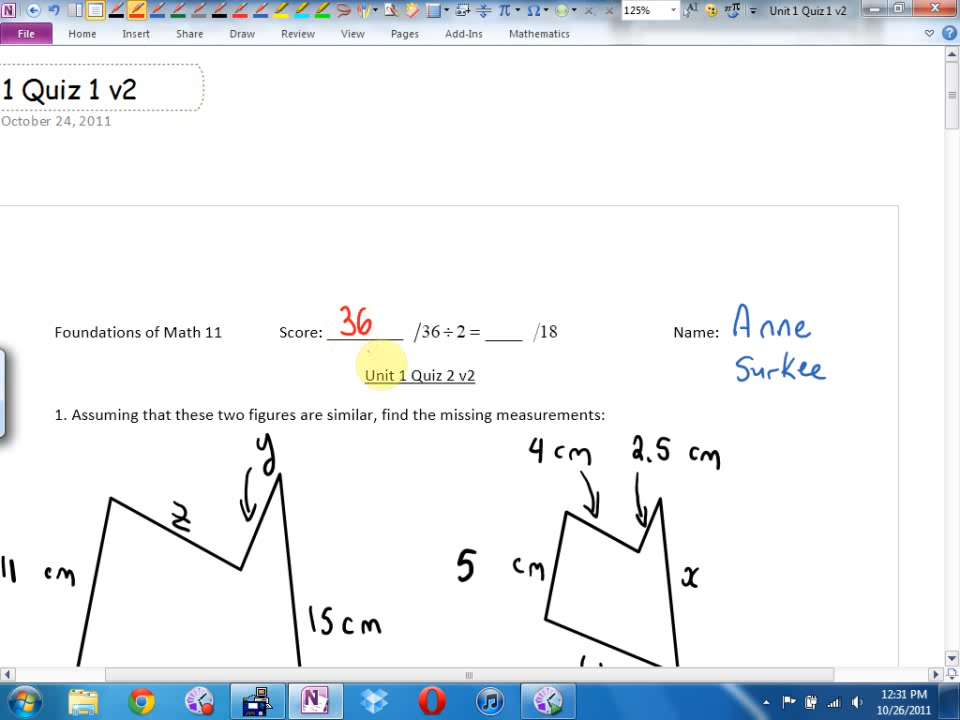 125% Unit 1 Quiz 1 v2
File Home Insert Share Draw Review View Pages Add-Ins Mathematics
1 Quiz 1 v2
October 24, 2011
Foundations of Math 11 Score: 36 /36 ÷ 2 = ____ /18 Name: Anne
Surkee
Unit 1 Quiz 2 v2
1. Assuming that these two figures are similar, find the missing measurements:
y 4 cm 2.5 cm
z
11 cm 5 cm x
15 cm
12:31 PM
10/26/2011